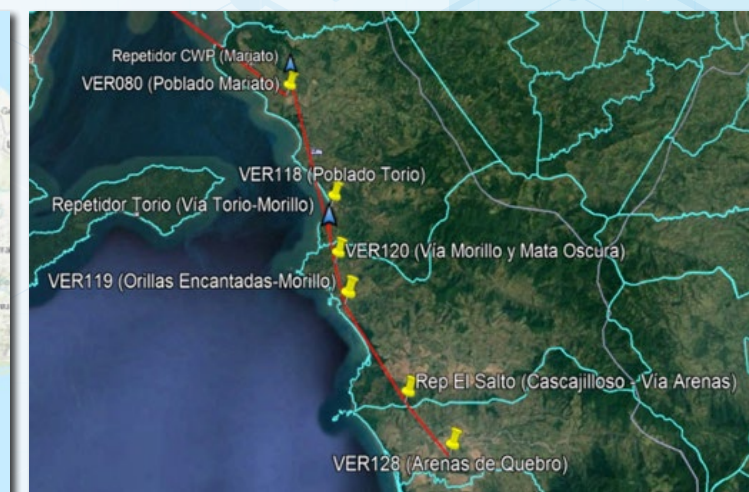 Repetidor CWP (Mariato)
VER080 (Poblado Mariato)
VER118 (Poblado Torio)
Repetidor Torio (Vía Torio-Morillo)
VER120 (Vía Morillo y Mata Oscura)
VER119 (Orillas Encantadas-Morillo)
Rep El Salto (Cascajilloso - Vía Arenas)
VER128 (Arenas de Quebro)